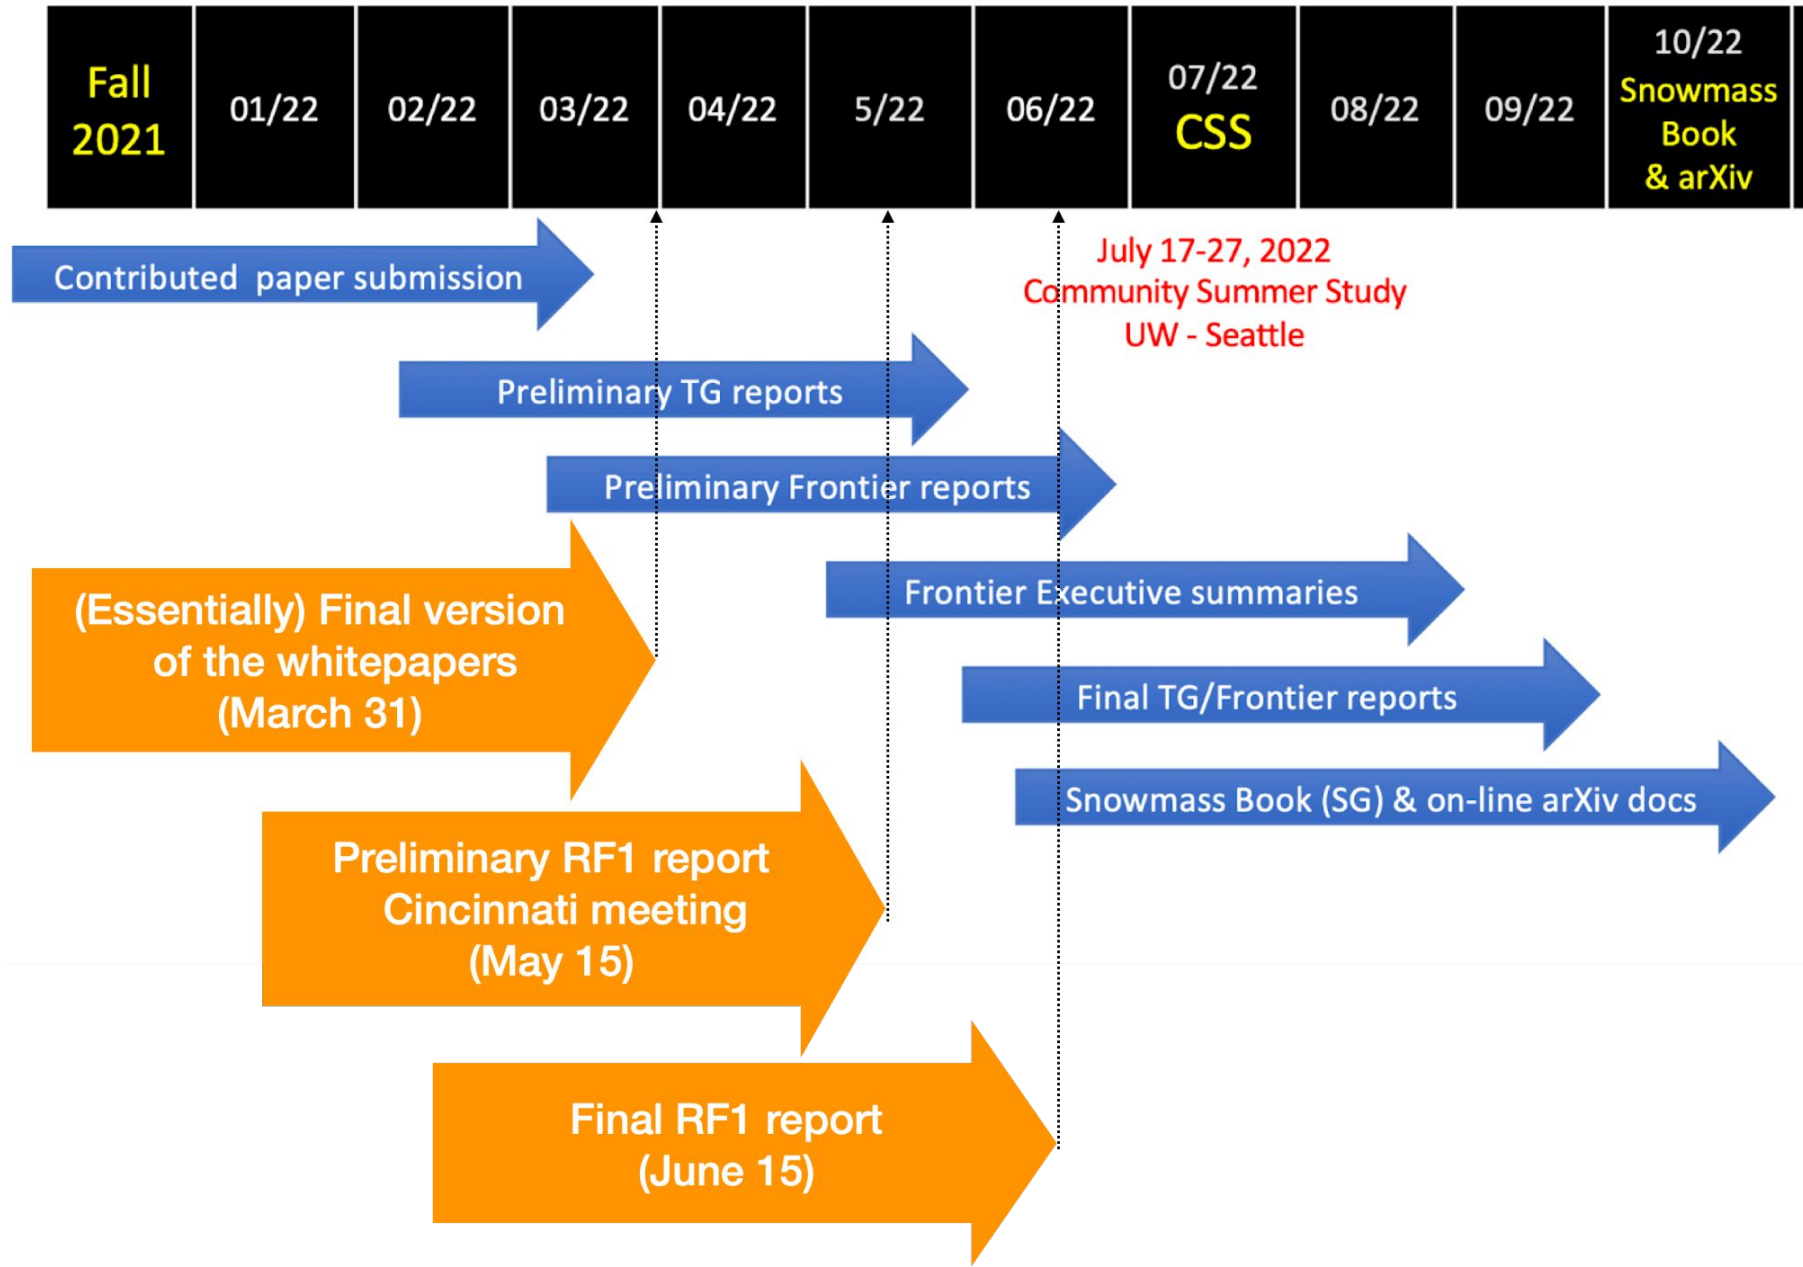 Fall
2021
01/22
02/22
03/22
04/22
5/22
06/22
07/22
CSS
08/22
09/22
10/22
Snowmass
Book
& arXiv
Contributed paper submission
July 17-27, 2022
Community Summer Study
UW - Seattle
Preliminary TG reports
Preliminary Frontier reports
Frontier Executive summaries
(Essentially) Final version
of the whitepapers
(March 31)
Final TG/Frontier reports
Snowmass Book (SG) & on-line arXiv docs
Preliminary RF1 report
Cincinnati meeting
(May 15)
Final RF1 report
(June 15)